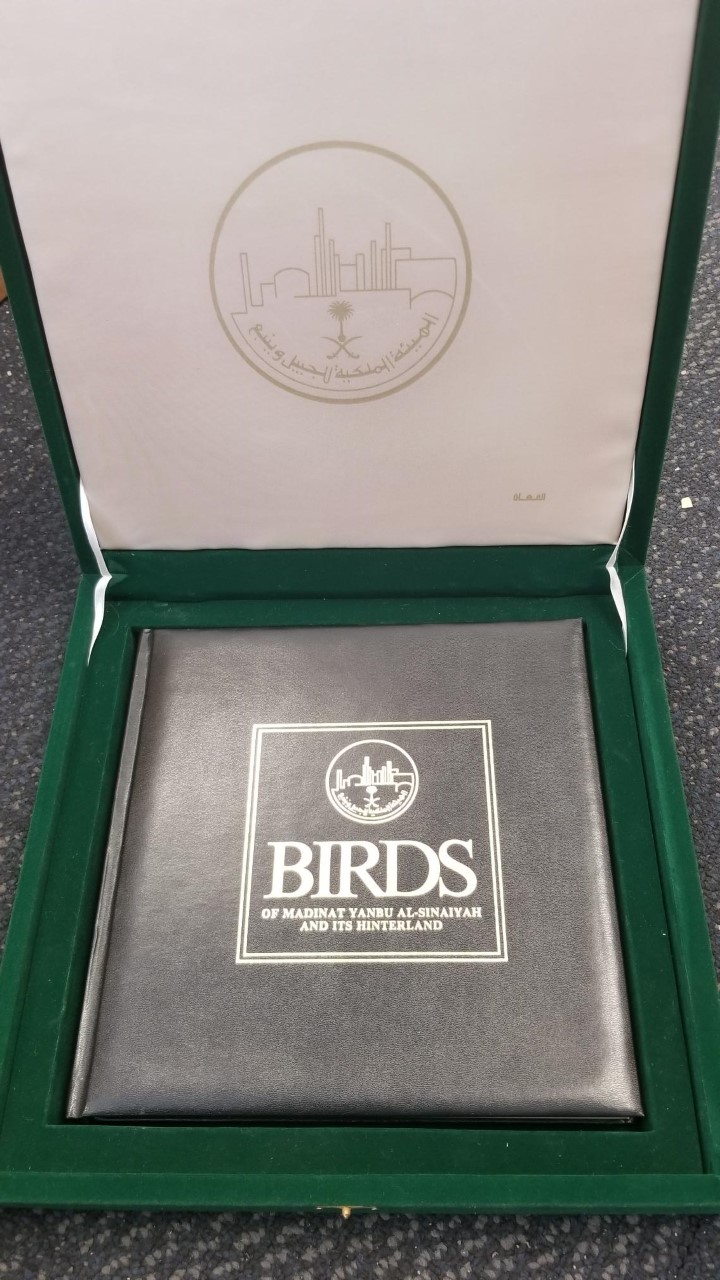 الهيئة الملكية للجبيل وينبع
BIRDS
OF MADINAT YANBU AL-SINAIYAH
AND ITS HINTERLAND